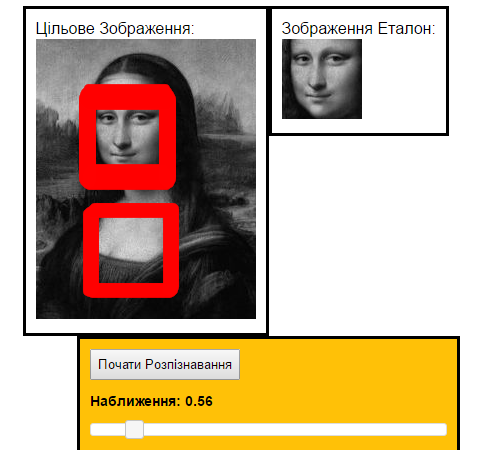 Цільове Зображення:
Зображення Еталон:
Почати Розпізнавання
Наближення: 0.56